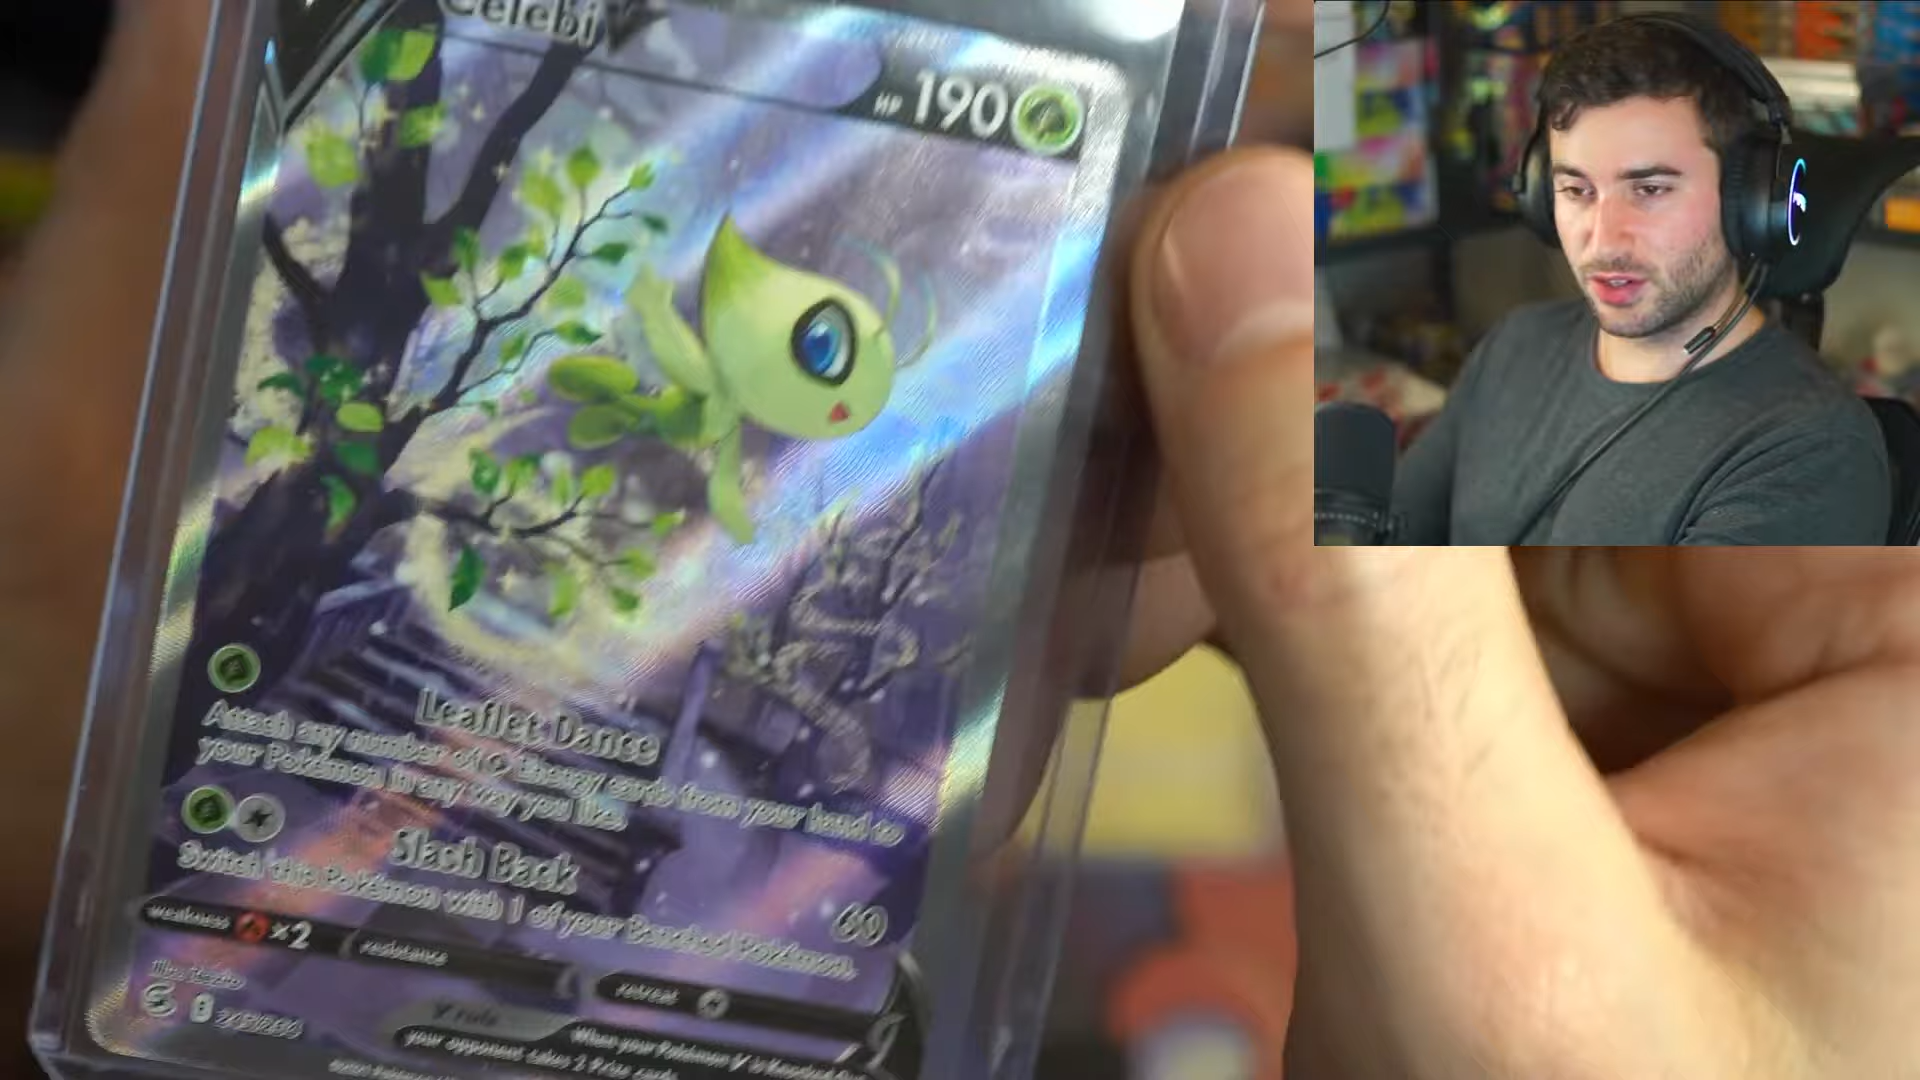 Celebi V
HP 190
Leaflet Dance
Attach any number of Energy cards from your hand to
your Pokémon in any way you like.
Slash Back 60
Switch this Pokémon with 1 of your Benched Pokémon.
weakness ×2 resistance retreat
V rule
When your Pokémon V is Knocked Out,
your opponent takes 2 Prize cards.